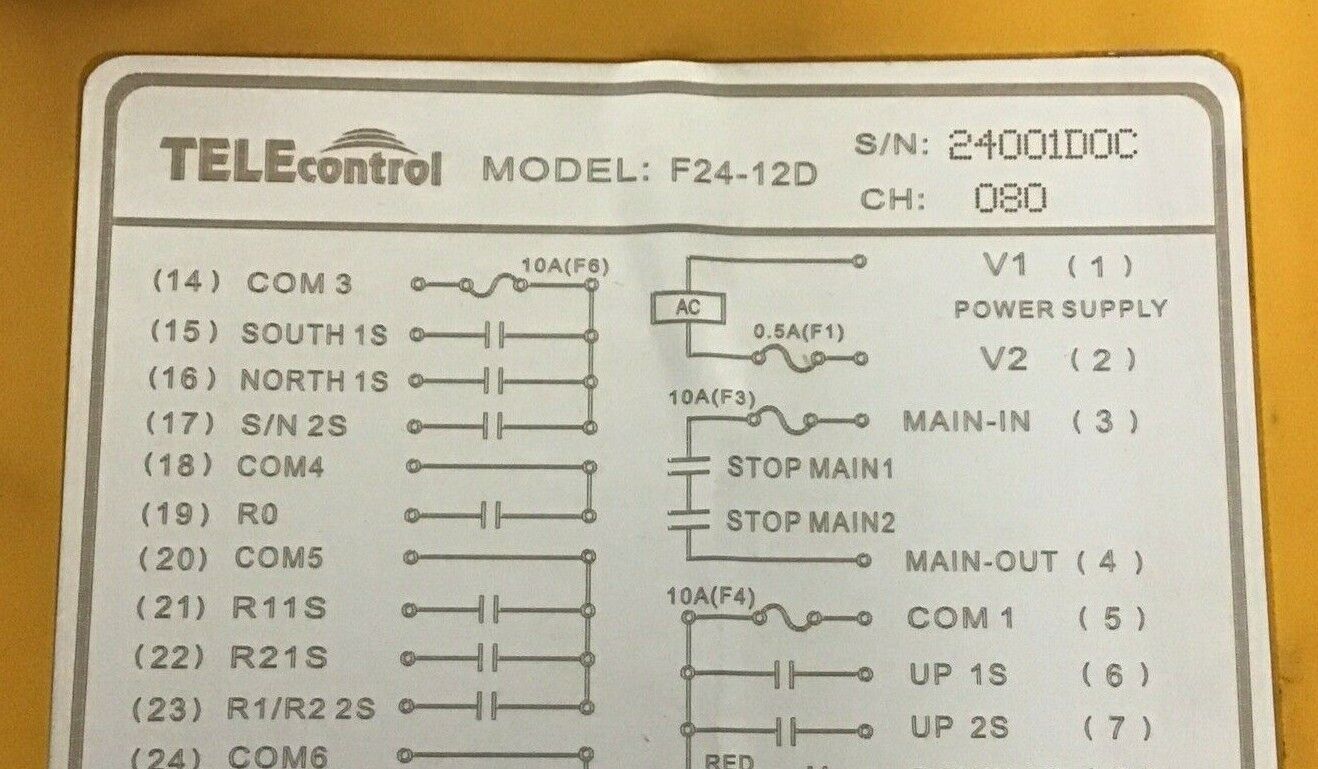 TELEcontrol MODEL: F24-12D
S/N: 24001D0C
CH: 080
(14) COM 3 10A(F6)
(15) SOUTH 1S
(16) NORTH 1S
(17) S/N 2S
(18) COM4
(19) R0
(20) COM5
(21) R11S
(22) R21S
(23) R1/R2 2S
(24) COM6
V1 (1)
AC
POWER SUPPLY
0.5A(F1)
V2 (2)
10A(F3)
MAIN-IN (3)
STOP MAIN1
STOP MAIN2
MAIN-OUT (4)
10A(F4)
COM 1 (5)
UP 1S (6)
UP 2S (7)
RED